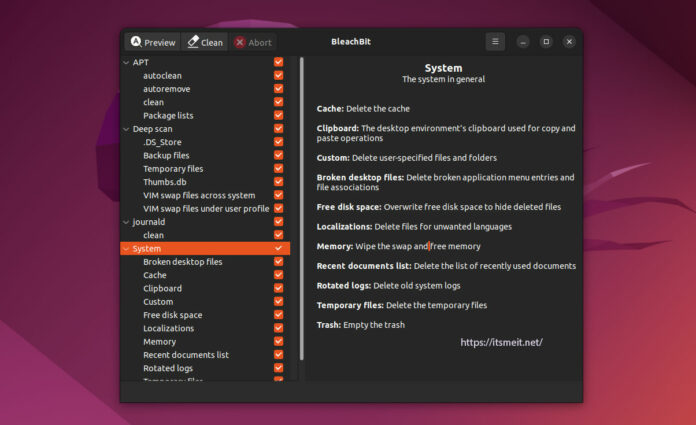 Preview Clean Abort BleachBit
APT
autoclean
autoremove
clean
Package lists
Deep scan
.DS_Store
Backup files
Temporary files
Thumbs.db
VIM swap files across system
VIM swap files under user profile
journald
clean
System
Broken desktop files
Cache
Clipboard
Custom
Free disk space
Localizations
Memory
Recent documents list
Rotated logs
Temporary files
System
The system in general
Cache: Delete the cache
Clipboard: The desktop environment's clipboard used for copy and
paste operations
Custom: Delete user-specified files and folders
Broken desktop files: Delete broken application menu entries and
file associations
Free disk space: Overwrite free disk space to hide deleted files
Localizations: Delete files for unwanted languages
Memory: Wipe the swap and free memory
Recent documents list: Delete the list of recently used documents
Rotated logs: Delete old system logs
Temporary files: Delete the temporary files
Trash: Empty the trash
https://itsmeit.net/